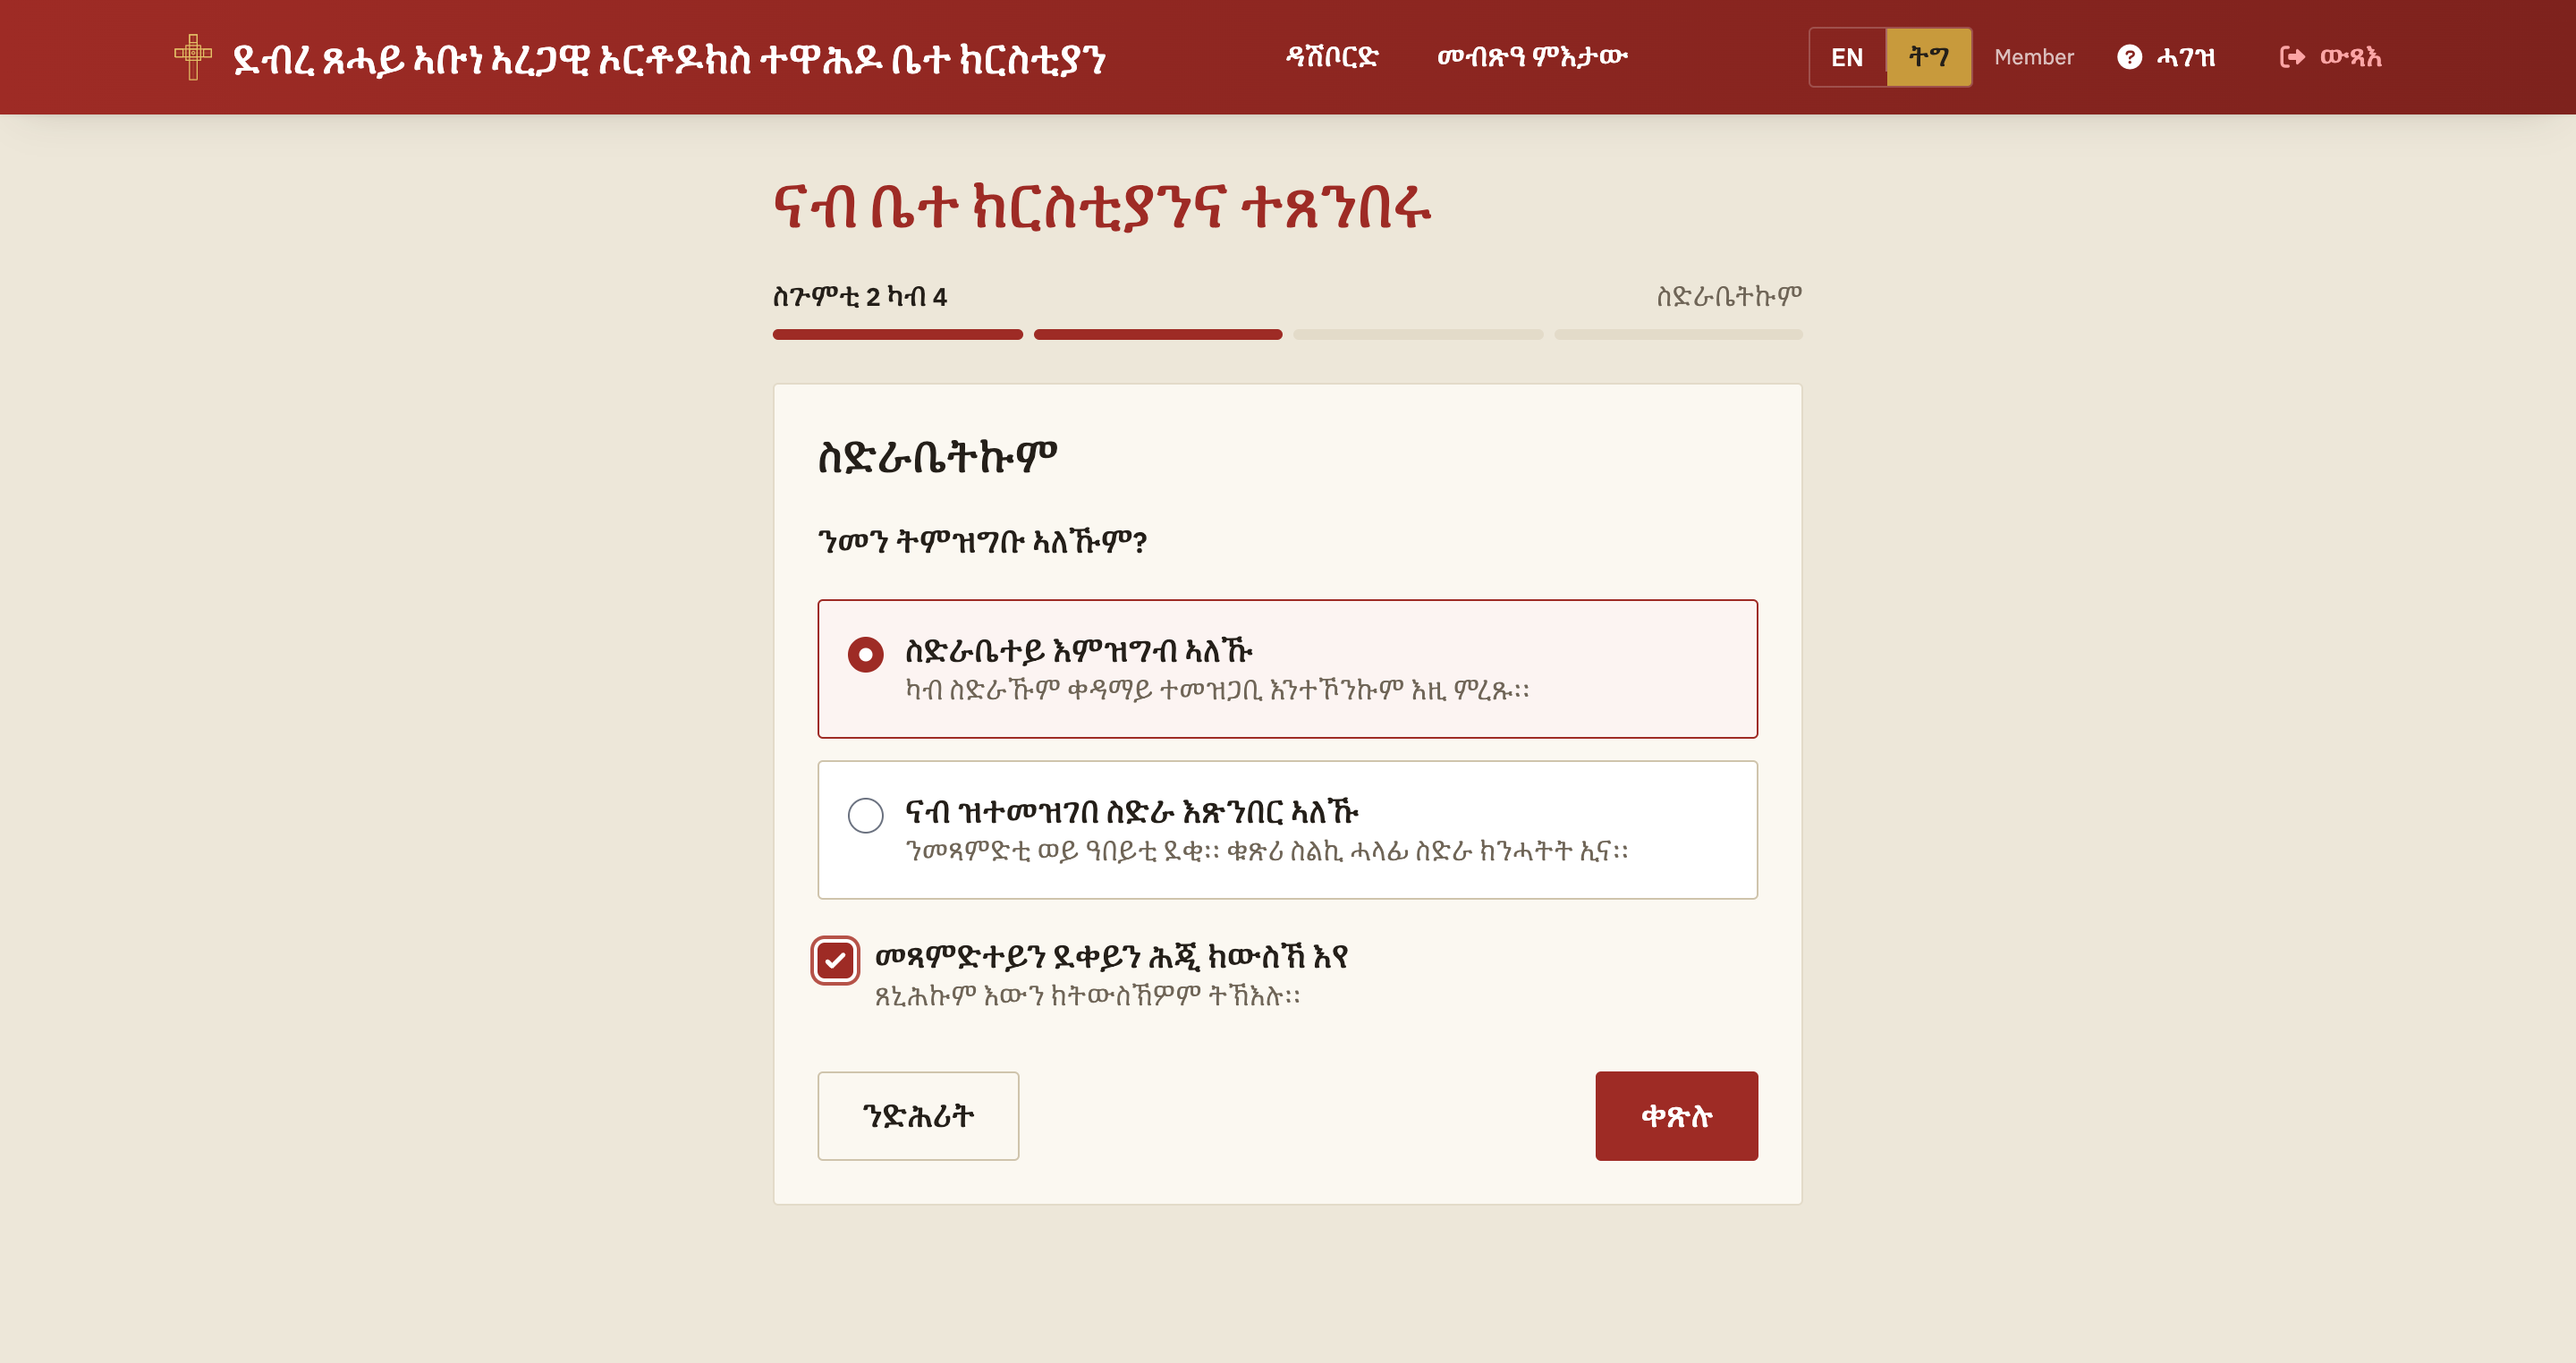 ደብረ ጸሓይ ኣቡነ ኣረጋዊ ኦርቶዶክስ ተዋሕዶ ቤተ ክርስቲያን
ዳሽቦርድ
መብጽዓ ምእታው
EN
ትግ
Member
ሓገዝ
ውጻእ
ናብ ቤተ ክርስቲያንና ተጸንበሩ
ስጉምቲ 2 ካብ 4
ስድራቤትኩም
ስድራቤትኩም
ንመን ትምዝግቡ ኣለኹም?
ስድራቤተይ እምዝግብ ኣለኹ
ካብ ስድራኹም ቀዳማይ ተመዝጋቢ እንተኾንኩም እዚ ምረጹ።
ናብ ዝተመዝገበ ስድራ እጽንበር ኣለኹ
ንመጻምድቲ ወይ ዓበይቲ ደቂ። ቁጽሪ ስልኪ ሓላፊ ስድራ ክንሓትት ኢና።
መጻምድተይን ደቀይን ሕጂ ክውስኽ እየ
ጸኒሕኩም እውን ክትውስኽዎም ትኽእሉ።
ንድሕሪት
ቀጽሉ